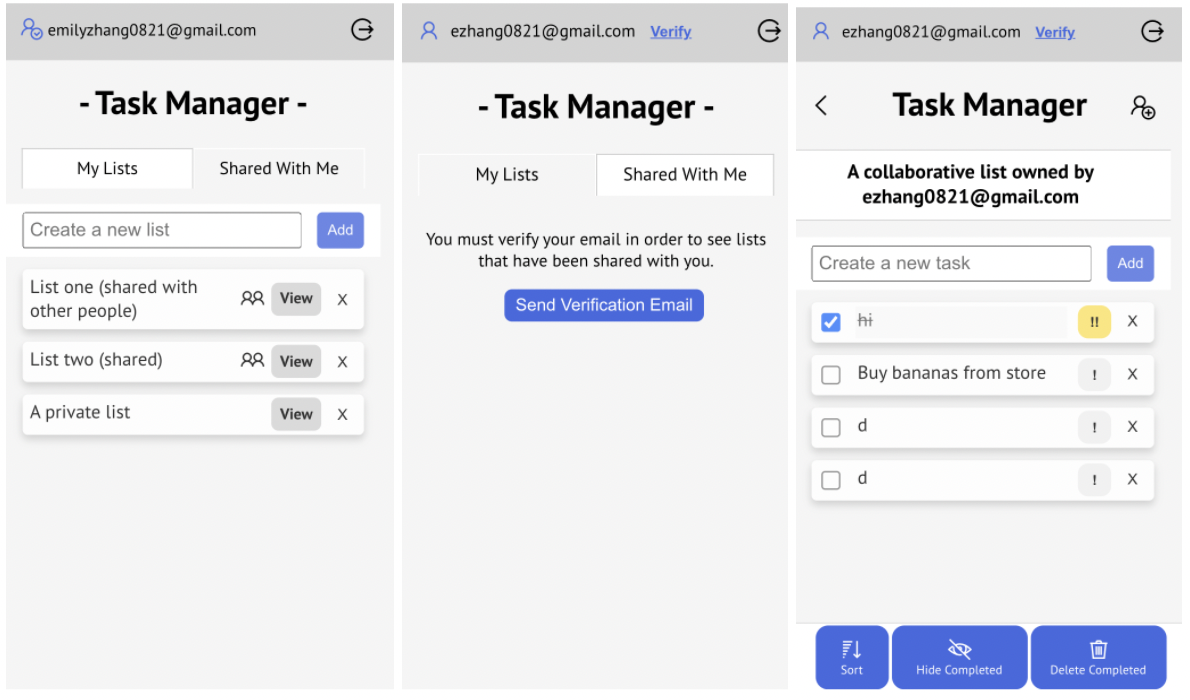 emilyzhang0821@gmail.com
- Task Manager -
My Lists
Shared With Me
Create a new list
Add
List one (shared with
other people)
View
X
List two (shared)
View
X
A private list
View
X
ezhang0821@gmail.com Verify
- Task Manager -
My Lists
Shared With Me
You must verify your email in order to see lists
that have been shared with you.
Send Verification Email
ezhang0821@gmail.com Verify
Task Manager
A collaborative list owned by
ezhang0821@gmail.com
Create a new task
Add
hi
!!
X
Buy bananas from store
!
X
d
!
X
d
!
X
Sort
Hide Completed
Delete Completed